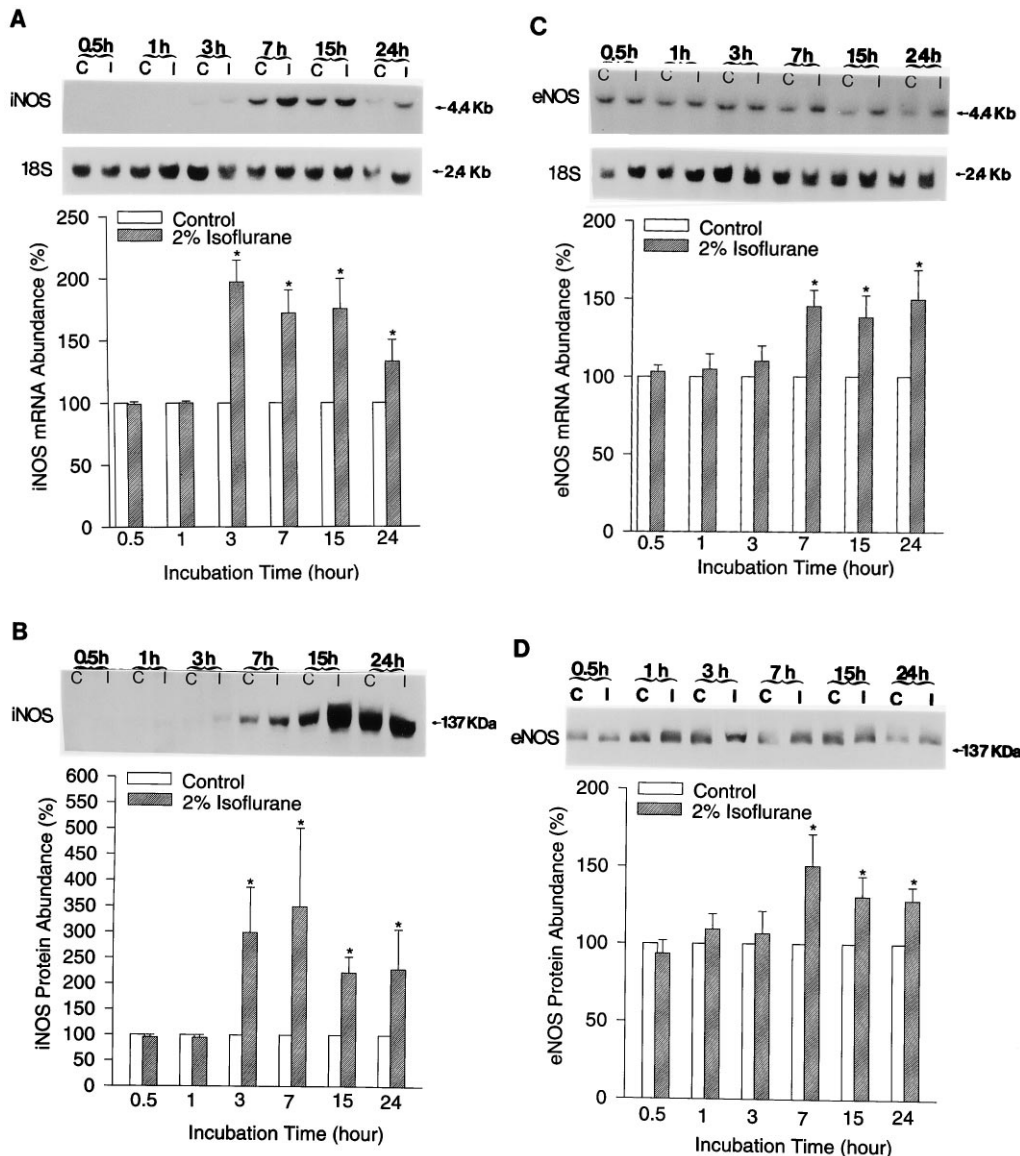 A
0.5h 1h 3h 7h 15h 24h
C I C I C I C I C I C I
iNOS
←4.4 Kb
18S
←2.4 Kb
Control
2% Isoflurane
iNOS mRNA Abundance (%)
250
200
150
100
50
0
* * * *
0.5 1 3 7 15 24
Incubation Time (hour)
B
0.5h 1h 3h 7h 15h 24h
C I C I C I C I C I C I
iNOS
←137 KDa
Control
2% Isoflurane
iNOS Protein Abundance (%)
600
550
500
450
400
350
300
250
200
150
100
50
0
* * * *
0.5 1 3 7 15 24
Incubation Time (hour)
C
0.5h 1h 3h 7h 15h 24h
C I C I C I C I C I C I
eNOS
←4.4 Kb
18S
←2.4 Kb
Control
2% Isoflurane
eNOS mRNA Abundance (%)
200
150
100
50
0
* * *
0.5 1 3 7 15 24
Incubation Time (hour)
D
0.5h 1h 3h 7h 15h 24h
C I C I C I C I C I C I
eNOS
←137 KDa
Control
2% Isoflurane
eNOS Protein Abundance (%)
200
150
100
50
0
* * *
0.5 1 3 7 15 24
Incubation Time (hour)